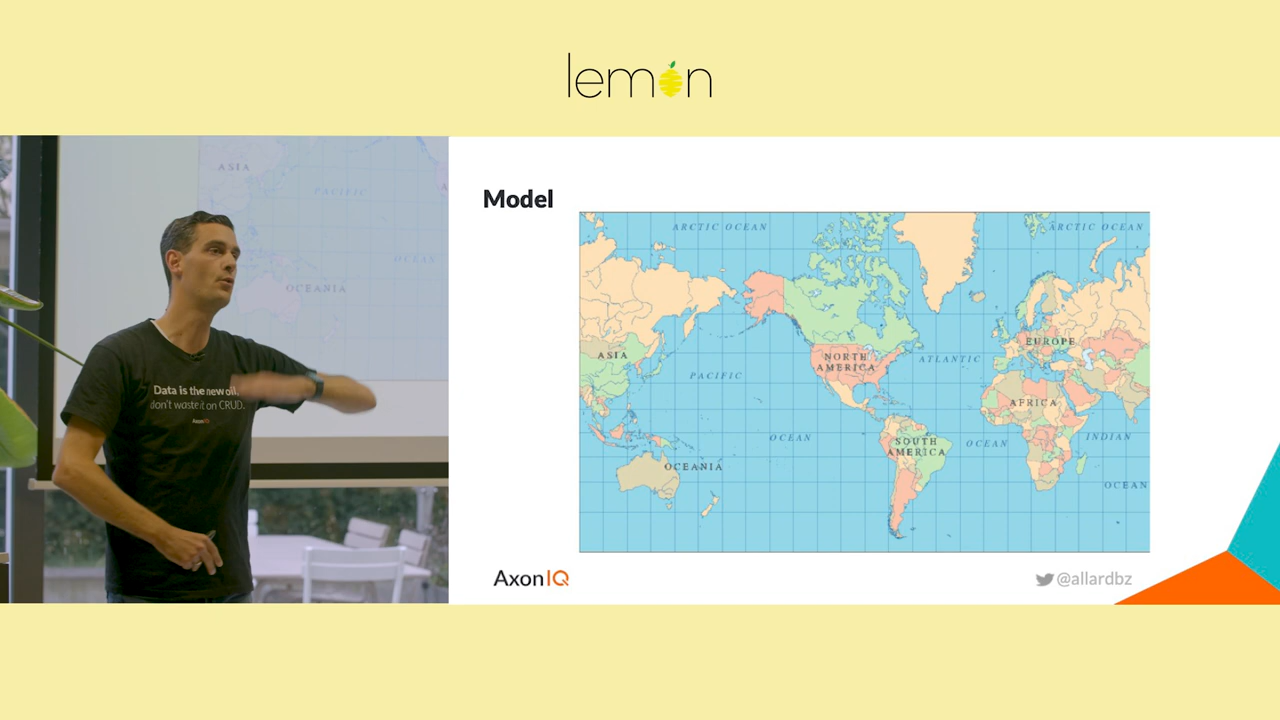 lemon
ASIA
PACIFIC
OCEAN
OCEANIA
Data is the new oil,
don't waste it on CRUD.
AxonIQ
Model
ARCTIC OCEAN
ARCTIC OCEAN
ASIA
NORTH
AMERICA
EUROPE
ATLANTIC
PACIFIC
AFRICA
OCEAN
SOUTH
AMERICA
OCEAN
INDIAN
OCEANIA
OCEAN
AxonIQ
@allardbz